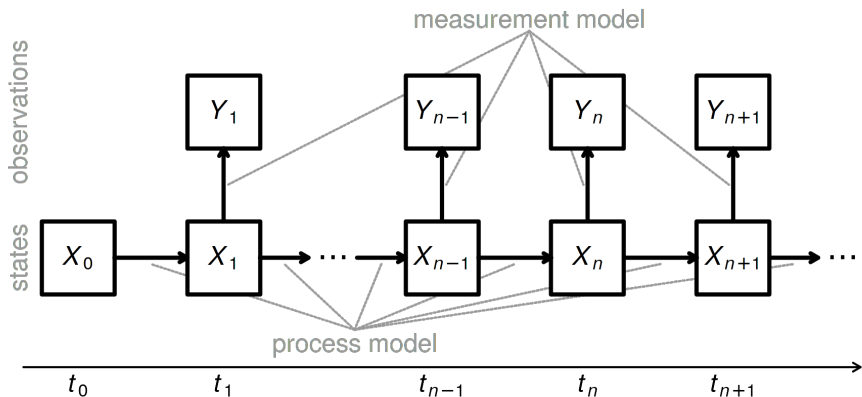 measurement model
observations
Y₁ Yₙ₋₁ Yₙ Yₙ₊₁
states
X₀ X₁ ··· Xₙ₋₁ Xₙ Xₙ₊₁ ···
process model
t₀ t₁ tₙ₋₁ tₙ tₙ₊₁